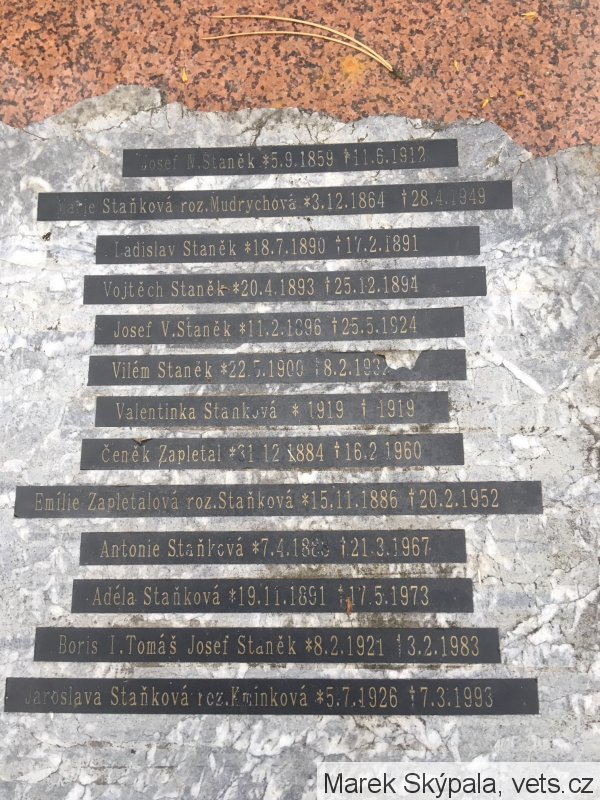 Josef Staněk *5.9.1859 †11.6.1912
Marie Staňková roz.Mudrychová *3.12.1864 †28.4.1949
Ladislav Staněk *18.7.1890 †17.2.1891
Vojtěch Staněk *20.4.1893 †25.12.1894
Josef V.Staněk *11.2.1896 †25.5.1924
Vilém Staněk
Valentinka Staňková * 1919 † 1919
Čeněk Zapletal *31.12.1884 †16.2.1960
Emílie Zapletalová roz.Staňková *15.11.1886 †20.2.1952
Antonie Staňková †21.3.1967
Adéla Staňková *19.11.1891 †17.5.1973
Boris I.Tomáš Josef Staněk *8.2.1921 †3.2.1983
Jaroslava Staňková roz.Kmínková *5.7.1926 †7.3.1993
Marek Skýpala, vets.cz